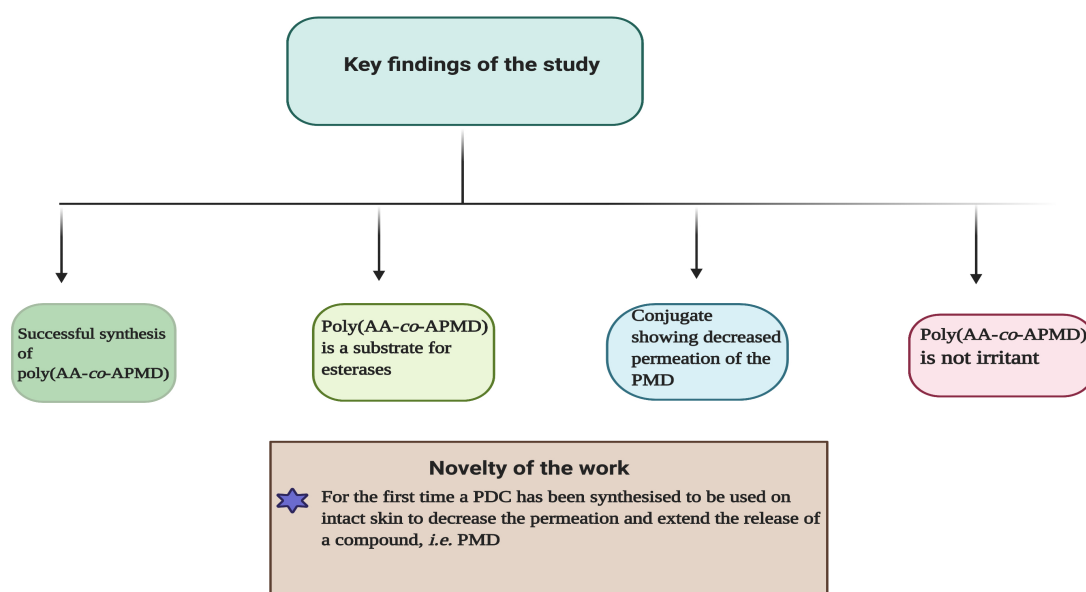 Key findings of the study
Successful synthesis
of
poly(AA-co-APMD)
Poly(AA-co-APMD)
is a substrate for
esterases
Conjugate
showing decreased
permeation of the
PMD
Poly(AA-co-APMD)
is not irritant
Novelty of the work
For the first time a PDC has been synthesised to be used on
intact skin to decrease the permeation and extend the release of
a compound, i.e. PMD